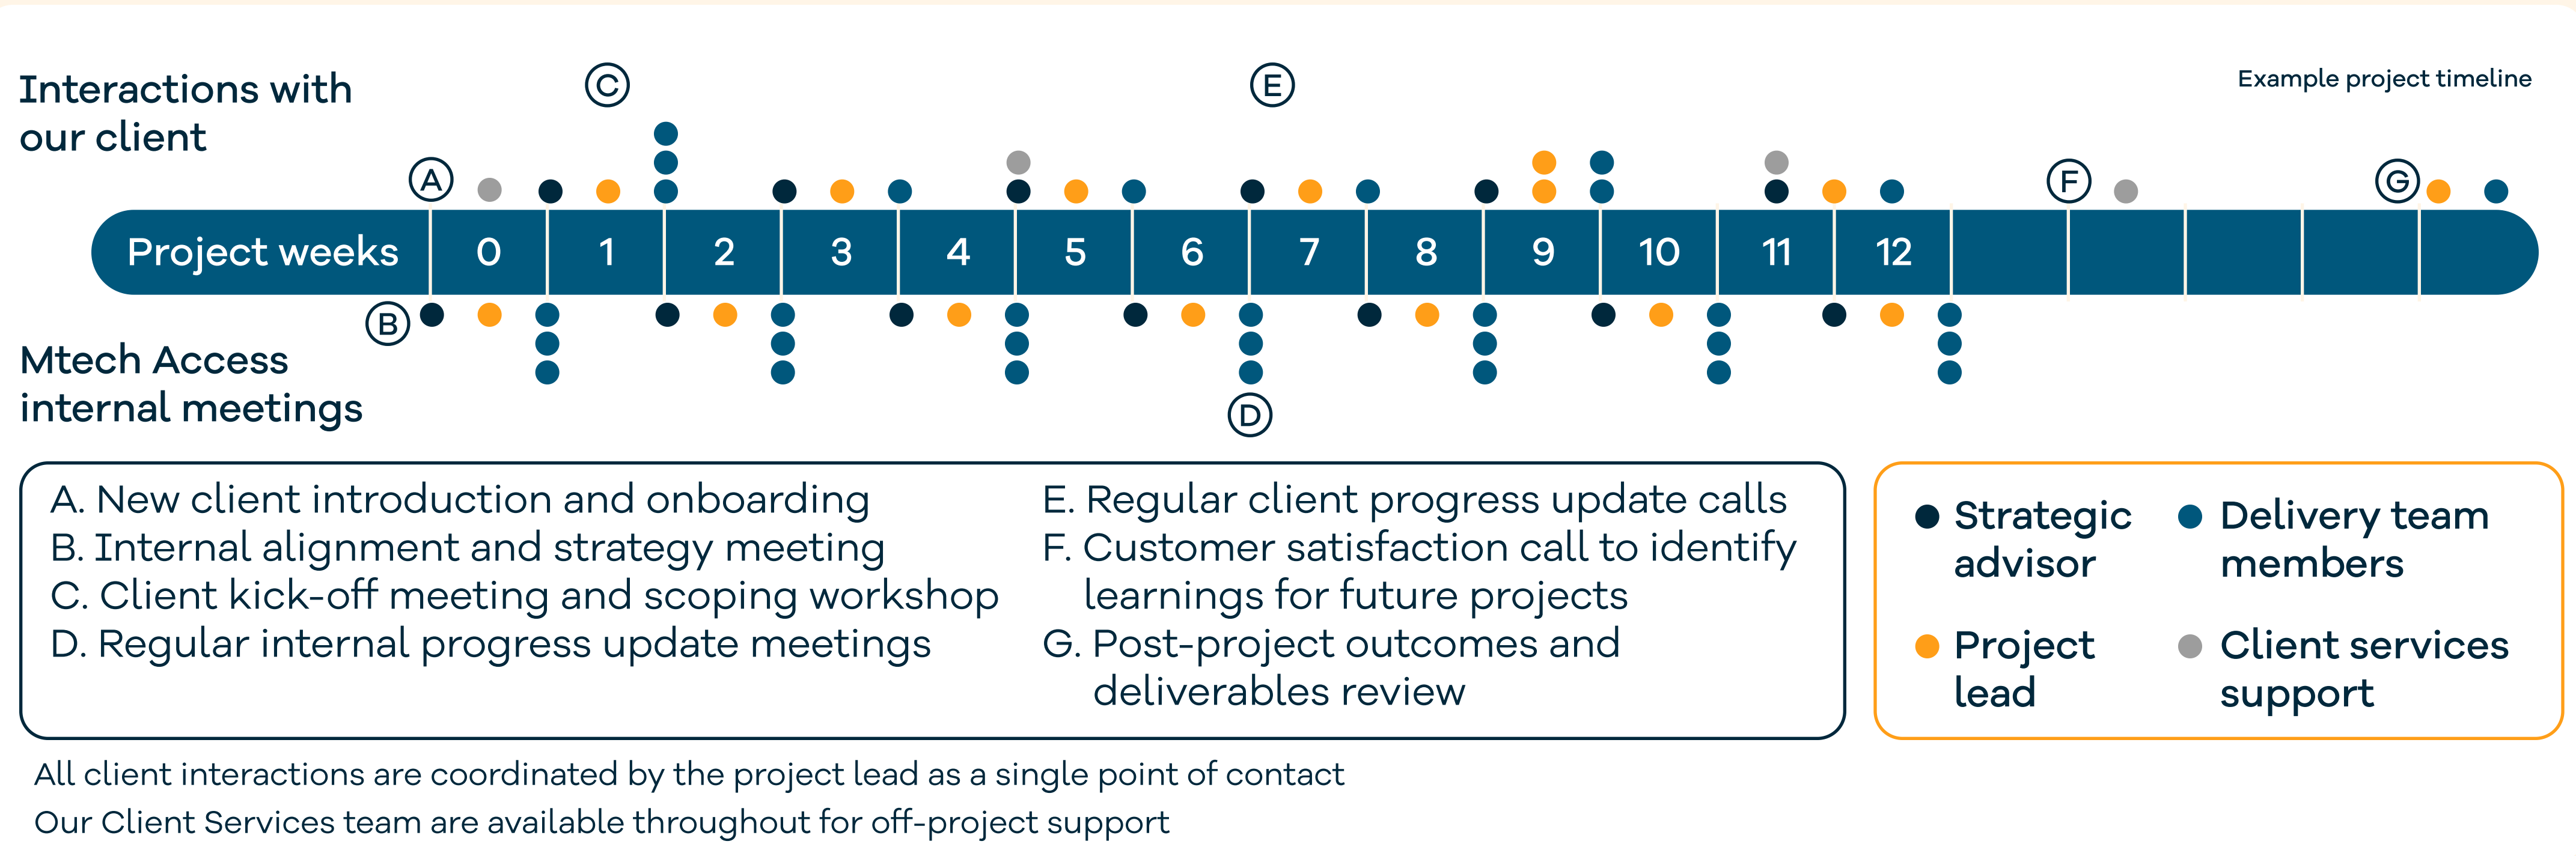 Interactions with
our client
C
E
Example project timeline
A
F
G
Project weeks 0 1 2 3 4 5 6 7 8 9 10 11 12
B
Mtech Access
internal meetings
D
A. New client introduction and onboarding
B. Internal alignment and strategy meeting
C. Client kick-off meeting and scoping workshop
D. Regular internal progress update meetings
E. Regular client progress update calls
F. Customer satisfaction call to identify
learnings for future projects
G. Post-project outcomes and
deliverables review
Strategic
advisor
Delivery team
members
Project
lead
Client services
support
All client interactions are coordinated by the project lead as a single point of contact
Our Client Services team are available throughout for off-project support